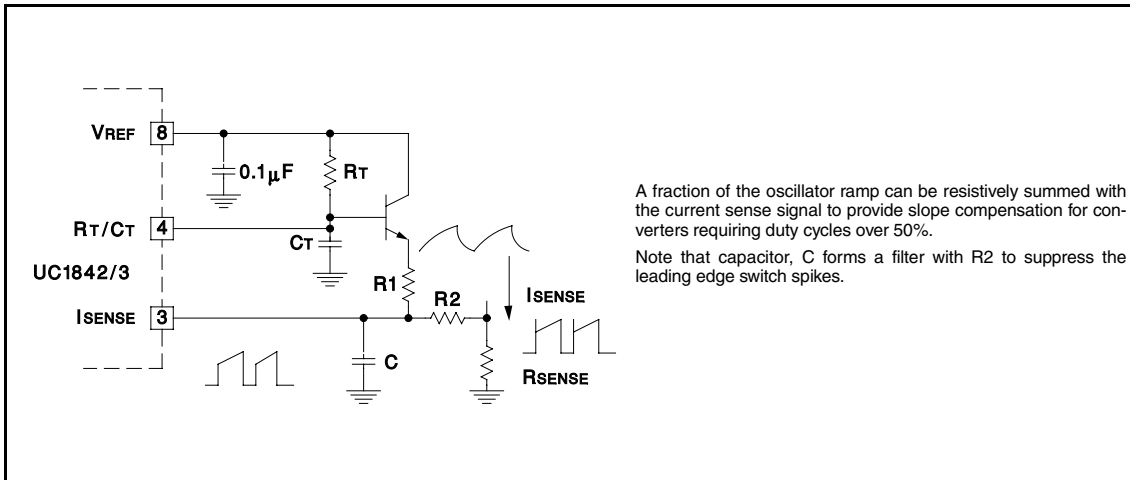 VREF
8
0.1µF
RT
RT/CT
4
CT
UC1842/3
R1
R2
ISENSE
ISENSE
3
C
RSENSE
A fraction of the oscillator ramp can be resistively summed with
the current sense signal to provide slope compensation for con-
verters requiring duty cycles over 50%.
Note that capacitor, C forms a filter with R2 to suppress the
leading edge switch spikes.